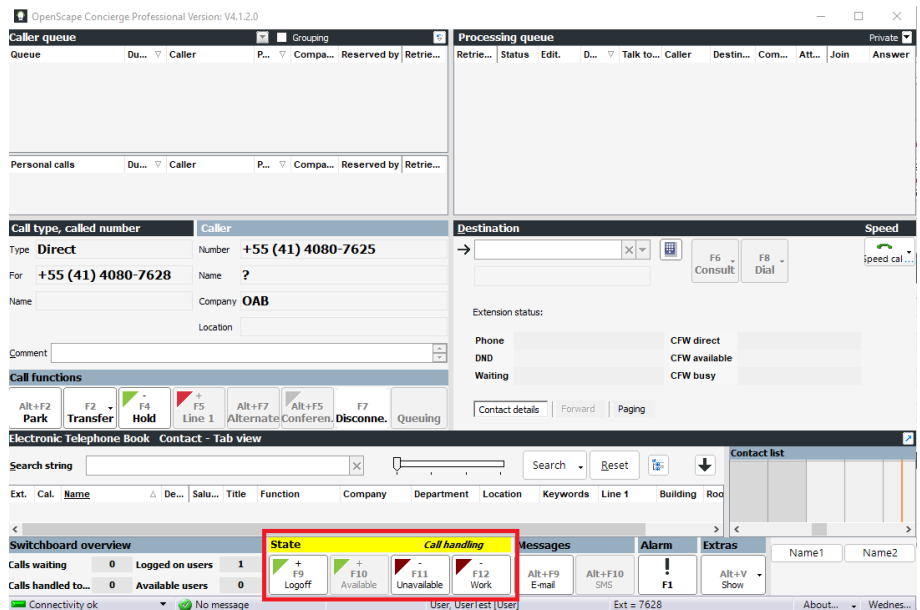 OpenScape Concierge Professional Version: V4.1.2.0
Caller queue Grouping
Queue Du... Caller P... Compa... Reserved by Retrie...
Personal calls Du... Caller P... Compa... Reserved by Retrie...
Processing queue Private
Retrie... Status Edit. D... Talk to... Caller Destin... Com... Att... Join Answer
Call type, called number
Type Direct
For +55 (41) 4080-7628
Name
Caller
Number +55 (41) 4080-7625
Name ?
Company OAB
Location
Comment
Destination Speed
F6 Consult
F8 Dial
Speed cal...
Extension status:
Phone CFW direct
DND CFW available
Waiting CFW busy
Contact details Forward Paging
Call functions
Alt+F2 Park
F2 Transfer
- F4 Hold
+ F5 Line 1
Alt+F7 Alternate
Alt+F5 Conferen.
F7 Disconne.
Queuing
Electronic Telephone Book Contact - Tab view
Search string Search Reset
Contact list
Ext. Cal. Name De... Salu... Title Function Company Department Location Keywords Line 1 Building Roo
Switchboard overview
Calls waiting 0 Logged on users 1
Calls handled to... 0 Available users 0
State Call handling
+ F9 Logoff
+ F10 Available
- F11 Unavailable
- F12 Work
Messages
Alt+F9 E-mail
Alt+F10 SMS
Alarm
! F1
Extras
Alt+V Show
Name1 Name2
Connectivity ok No message User, UserTest [User] Ext = 7628 About... Wednes...